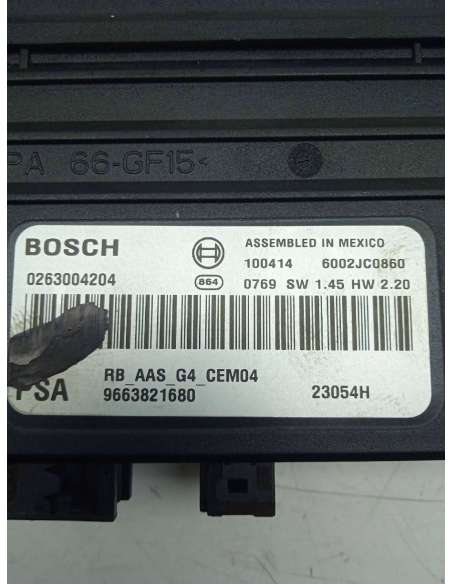 PA 66-GF15<
BOSCH
ASSEMBLED IN MEXICO
100414 6002JC0860
0263004204
864 0769 SW 1.45 HW 2.20
RB_AAS_G4_CEM04
PSA
9663821680
23054H